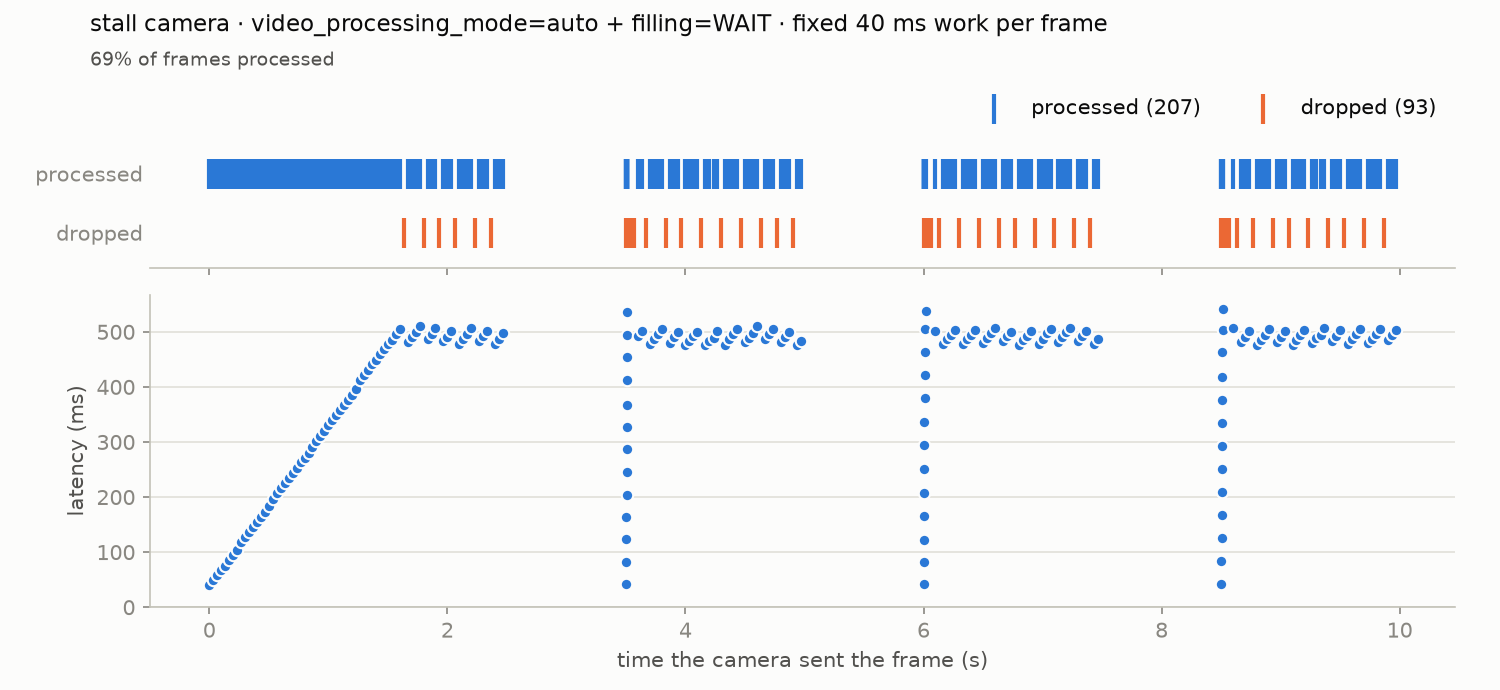 stall camera · video_processing_mode=auto + filling=WAIT · fixed 40 ms work per frame
69% of frames processed
processed (207)
dropped (93)
processed
dropped
latency (ms)
500
400
300
200
100
0
0
2
4
6
8
10
time the camera sent the frame (s)